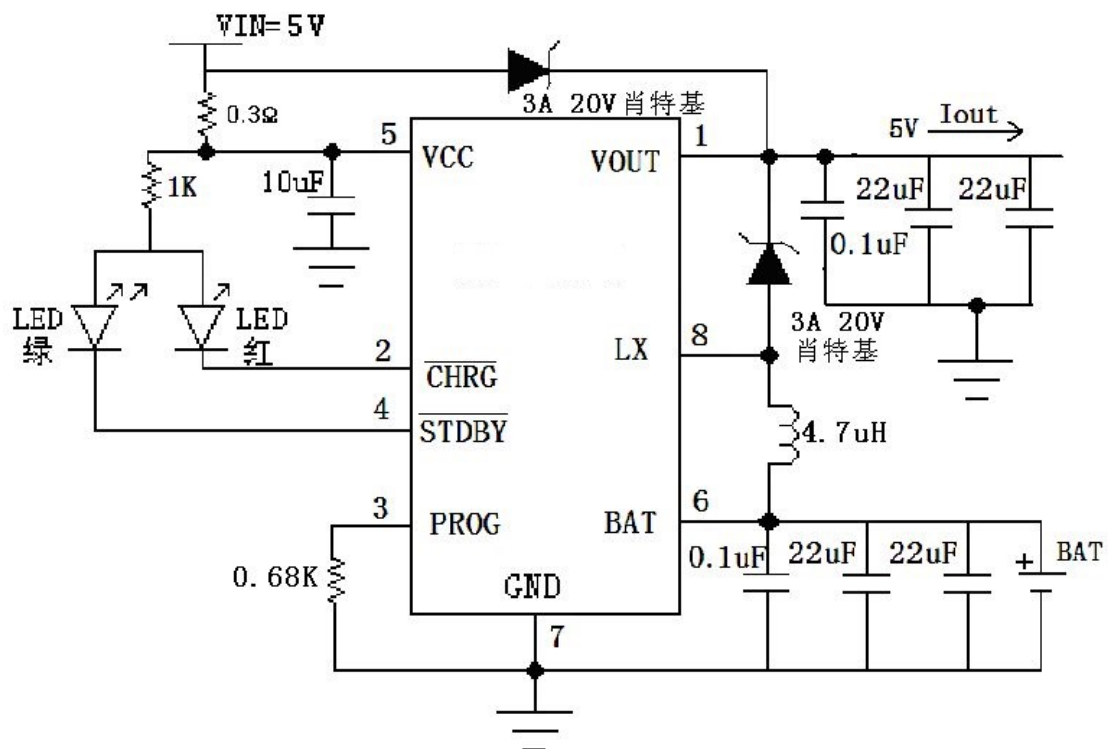 VIN=5V
0.3Ω
3A 20V肖特基
5V
Iout
5
VCC
VOUT
1
1K
10uF
22uF
22uF
0.1uF
LED
绿
LED
红
3A 20V
肖特基
2
CHRG
LX
8
4
STDBY
4.7uH
3
PROG
BAT
6
0.1uF
22uF
22uF
+
BAT
0.68K
GND
7